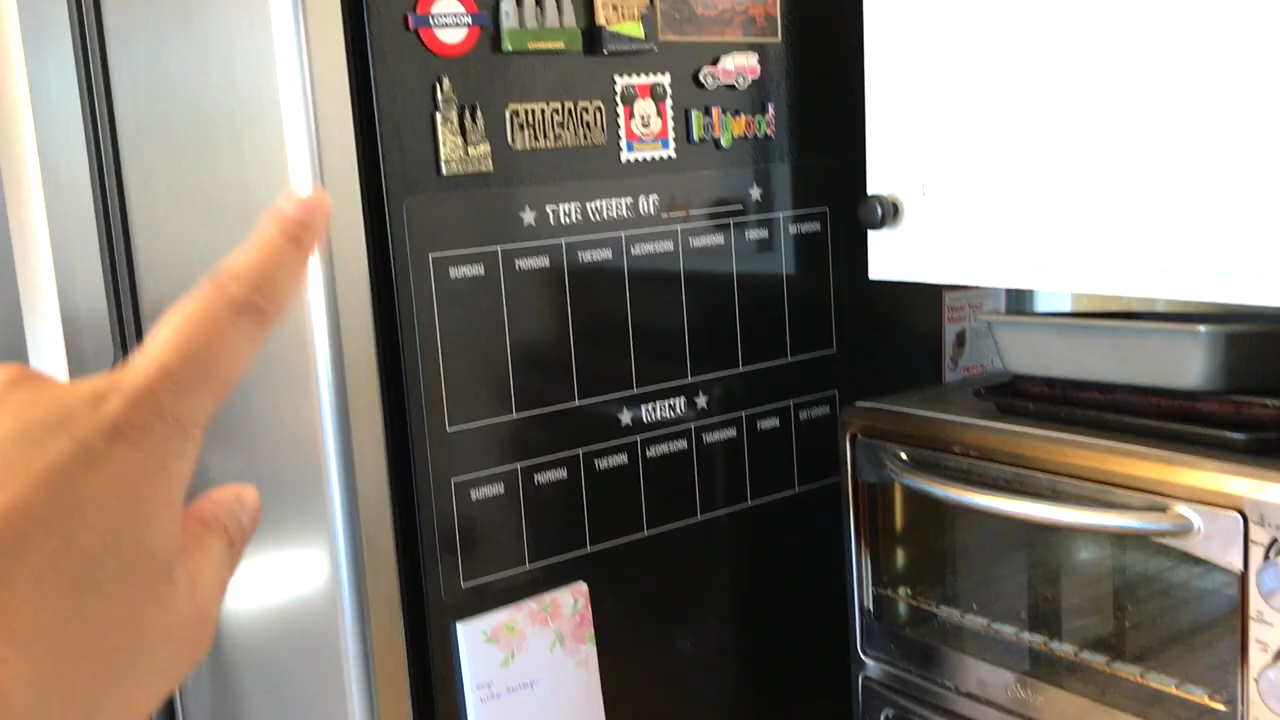 LONDON
CHICAGO
Hollywood
THE WEEK OF
SUNDAY MONDAY TUESDAY WEDNESDAY THURSDAY FRIDAY SATURDAY
MENU
SUNDAY MONDAY TUESDAY WEDNESDAY THURSDAY FRIDAY SATURDAY